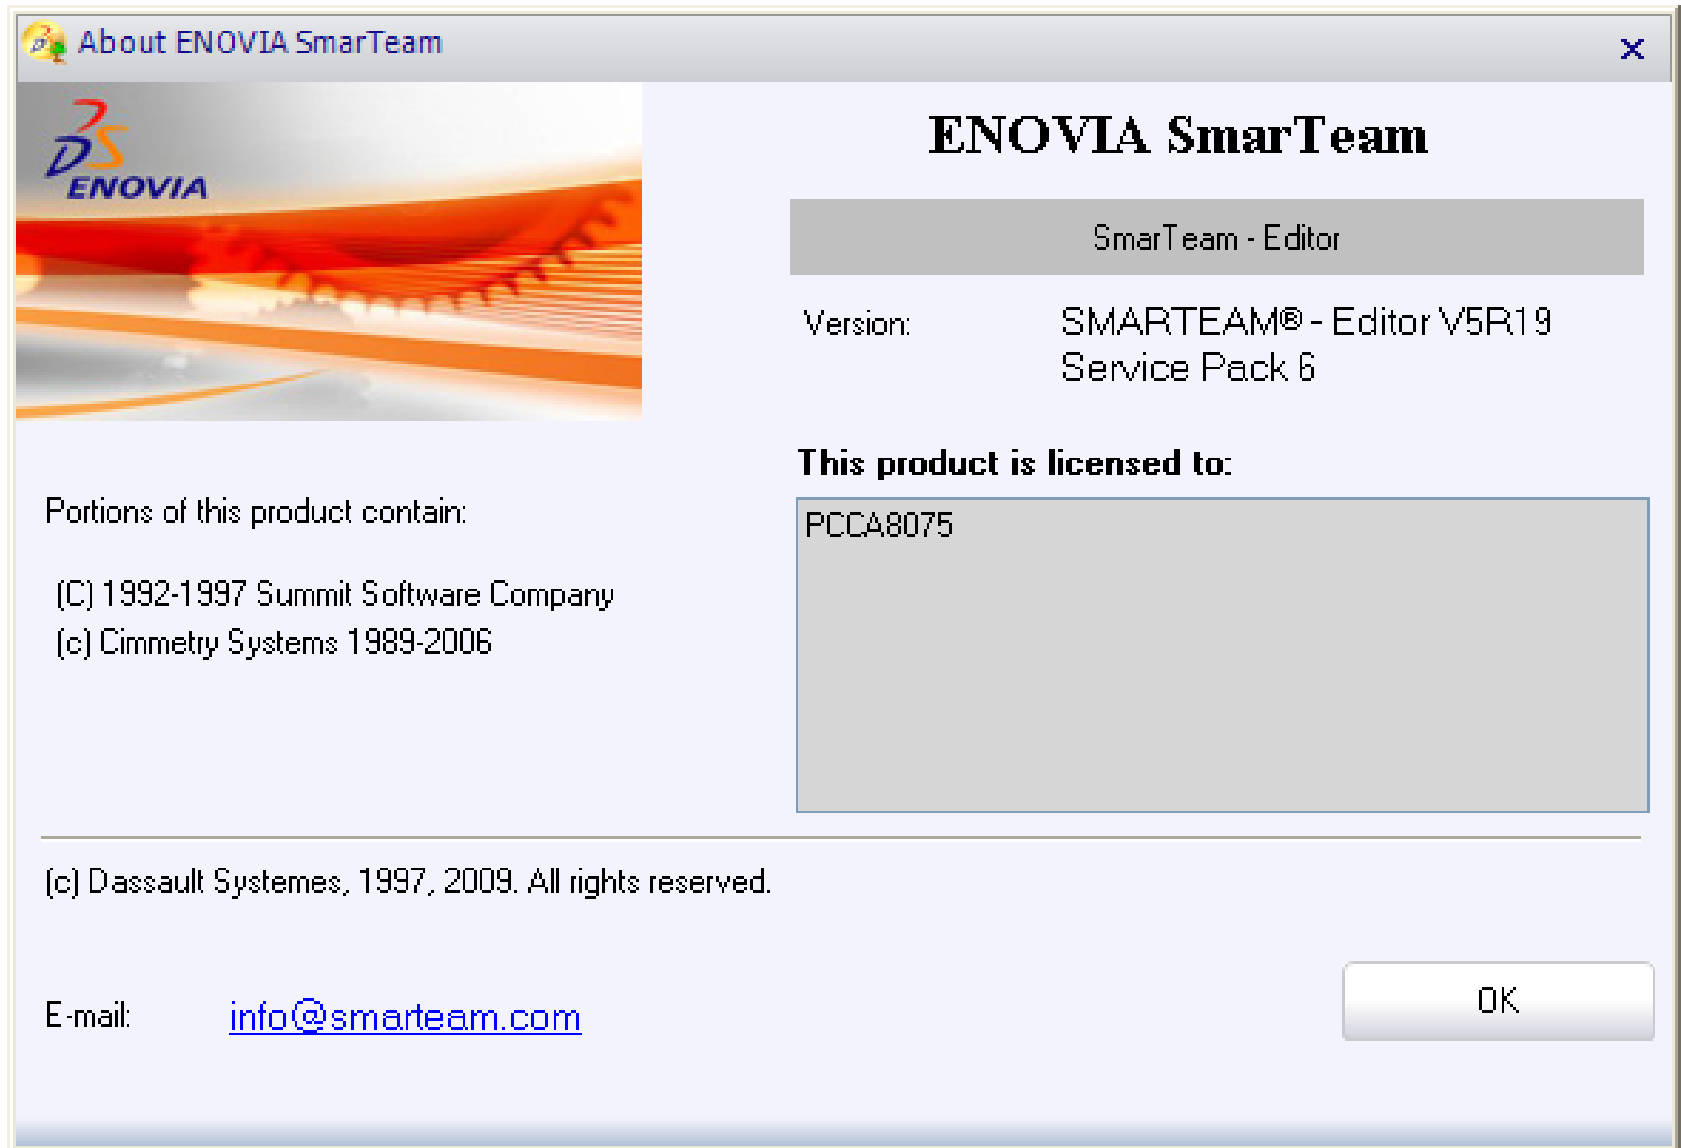 About ENOVIA SmarTeam
ENOVIA
ENOVIA SmarTeam
SmarTeam - Editor
Version:
SMARTEAM® - Editor V5R19
Service Pack 6
This product is licensed to:
PCCA8075
Portions of this product contain:
(C) 1992-1997 Summit Software Company
(c) Cimmetry Systems 1989-2006
(c) Dassault Systemes, 1997, 2009. All rights reserved.
E-mail:
info@smarteam.com
OK